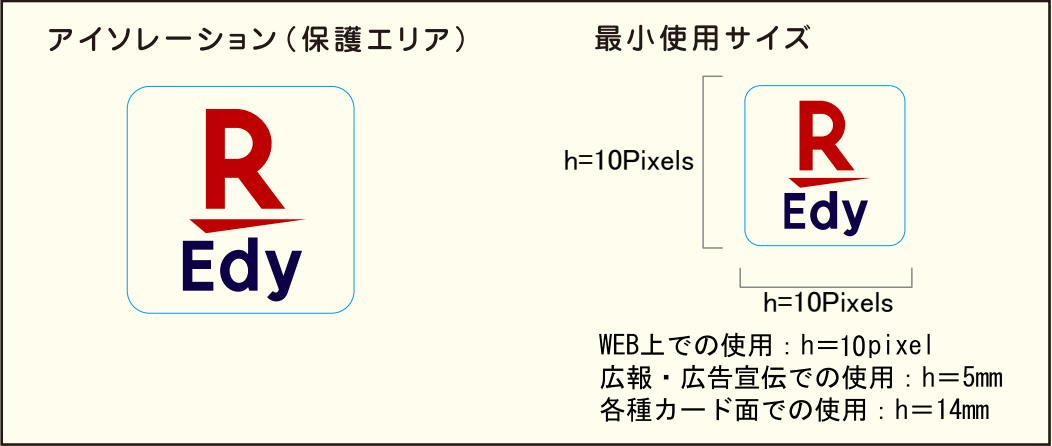 アイソレーション（保護エリア）
R
Edy
最小使用サイズ
h=10Pixels
R
Edy
h=10Pixels
WEB上での使用：h＝10pixel
広報・広告宣伝での使用：h＝5mm
各種カード面での使用：h＝14mm